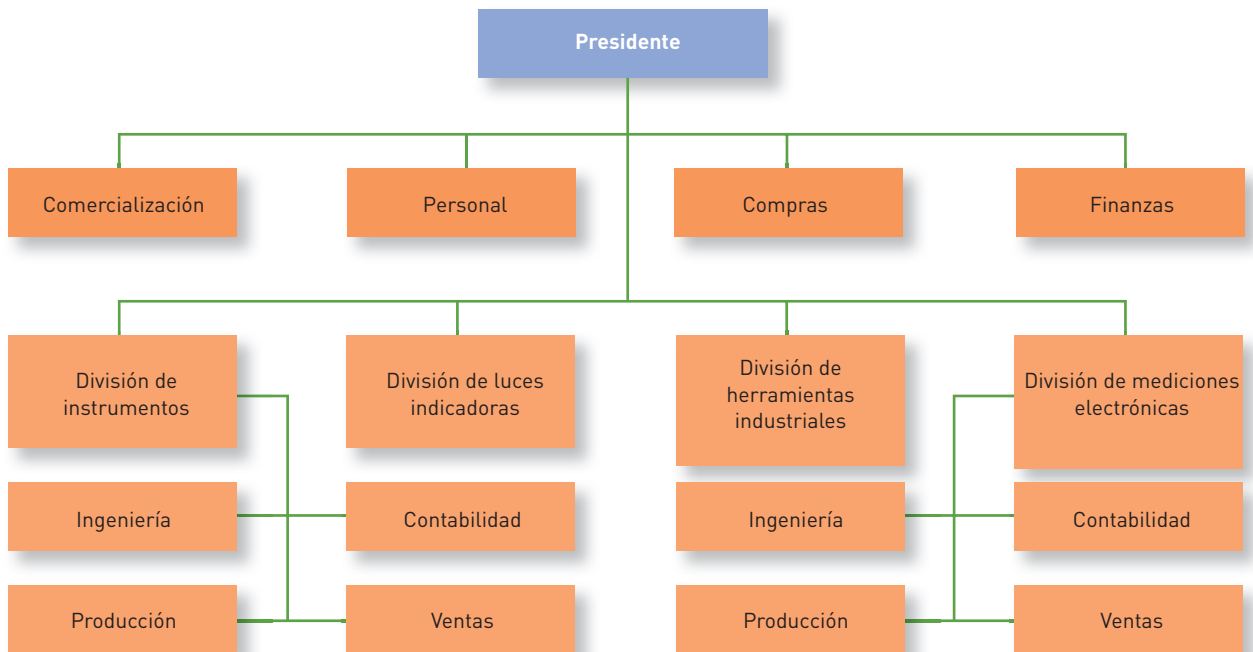 Presidente
Comercialización
Personal
Compras
Finanzas
División de
instrumentos
División de luces
indicadoras
División de
herramientas
industriales
División de mediciones
electrónicas
Ingeniería
Contabilidad
Ingeniería
Contabilidad
Producción
Ventas
Producción
Ventas